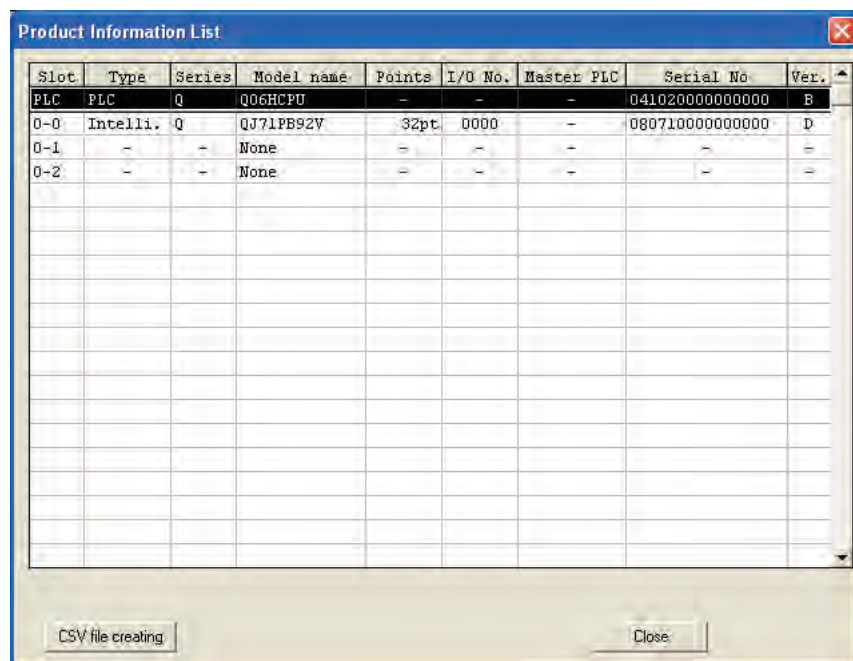 Product Information List
Slot Type Series Model name Points I/O No. Master PLC Serial No Ver.
PLC PLC Q Q06HCPU - - - 041020000000000 B
0-0 Intelli. Q QJ71PB92V 32pt 0000 - 080710000000000 D
0-1 - - None - - - - -
0-2 - - None - - - - -
CSV file creating Close